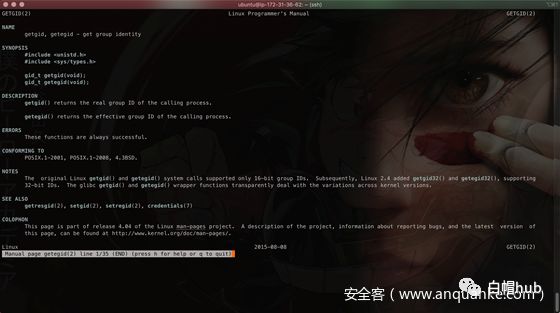 ubuntu@ip-172-31-36-62: ~ (ssh)
GETGID(2) Linux Programmer's Manual GETGID(2)
NAME
getgid, getegid - get group identity
SYNOPSIS
#include <unistd.h>
#include <sys/types.h>
gid_t getgid(void);
gid_t getegid(void);
DESCRIPTION
getgid() returns the real group ID of the calling process.
getegid() returns the effective group ID of the calling process.
ERRORS
These functions are always successful.
CONFORMING TO
POSIX.1-2001, POSIX.1-2008, 4.3BSD.
NOTES
The original Linux getgid() and getegid() system calls supported only 16-bit group IDs. Subsequently, Linux 2.4 added getgid32() and getegid32(), supporting
32-bit IDs. The glibc getgid() and getegid() wrapper functions transparently deal with the variations across kernel versions.
SEE ALSO
getresgid(2), setgid(2), setregid(2), credentials(7)
COLOPHON
This page is part of release 4.04 of the Linux man-pages project. A description of the project, information about reporting bugs, and the latest version of
this page, can be found at http://www.kernel.org/doc/man-pages/.
Linux 2015-08-08 GETGID(2)
Manual page getegid(2) line 1/35 (END) (press h for help or q to quit)
白帽hub
安全客（www.anquanke.com）